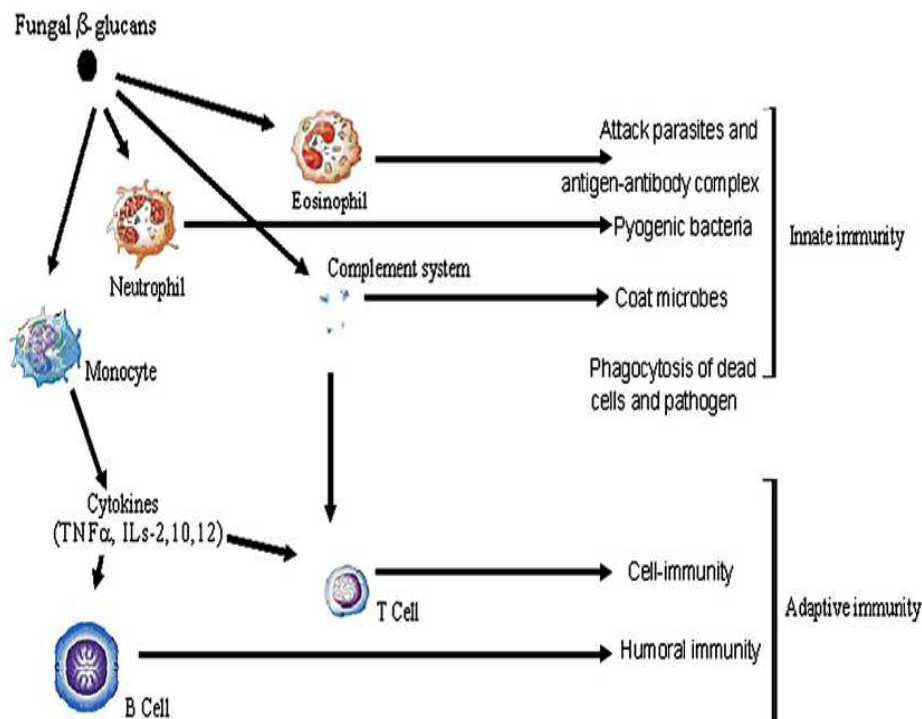 Fungal β-glucans
Attack parasites and
antigen-antibody complex
Eosinophil
Pyogenic bacteria
Innate immunity
Neutrophil
Complement system
Coat microbes
Monocyte
Phagocytosis of dead
cells and pathogen
Cytokines
(TNFα, ILs-2,10,12)
T Cell
Cell-immunity
Adaptive immunity
Humoral immunity
B Cell